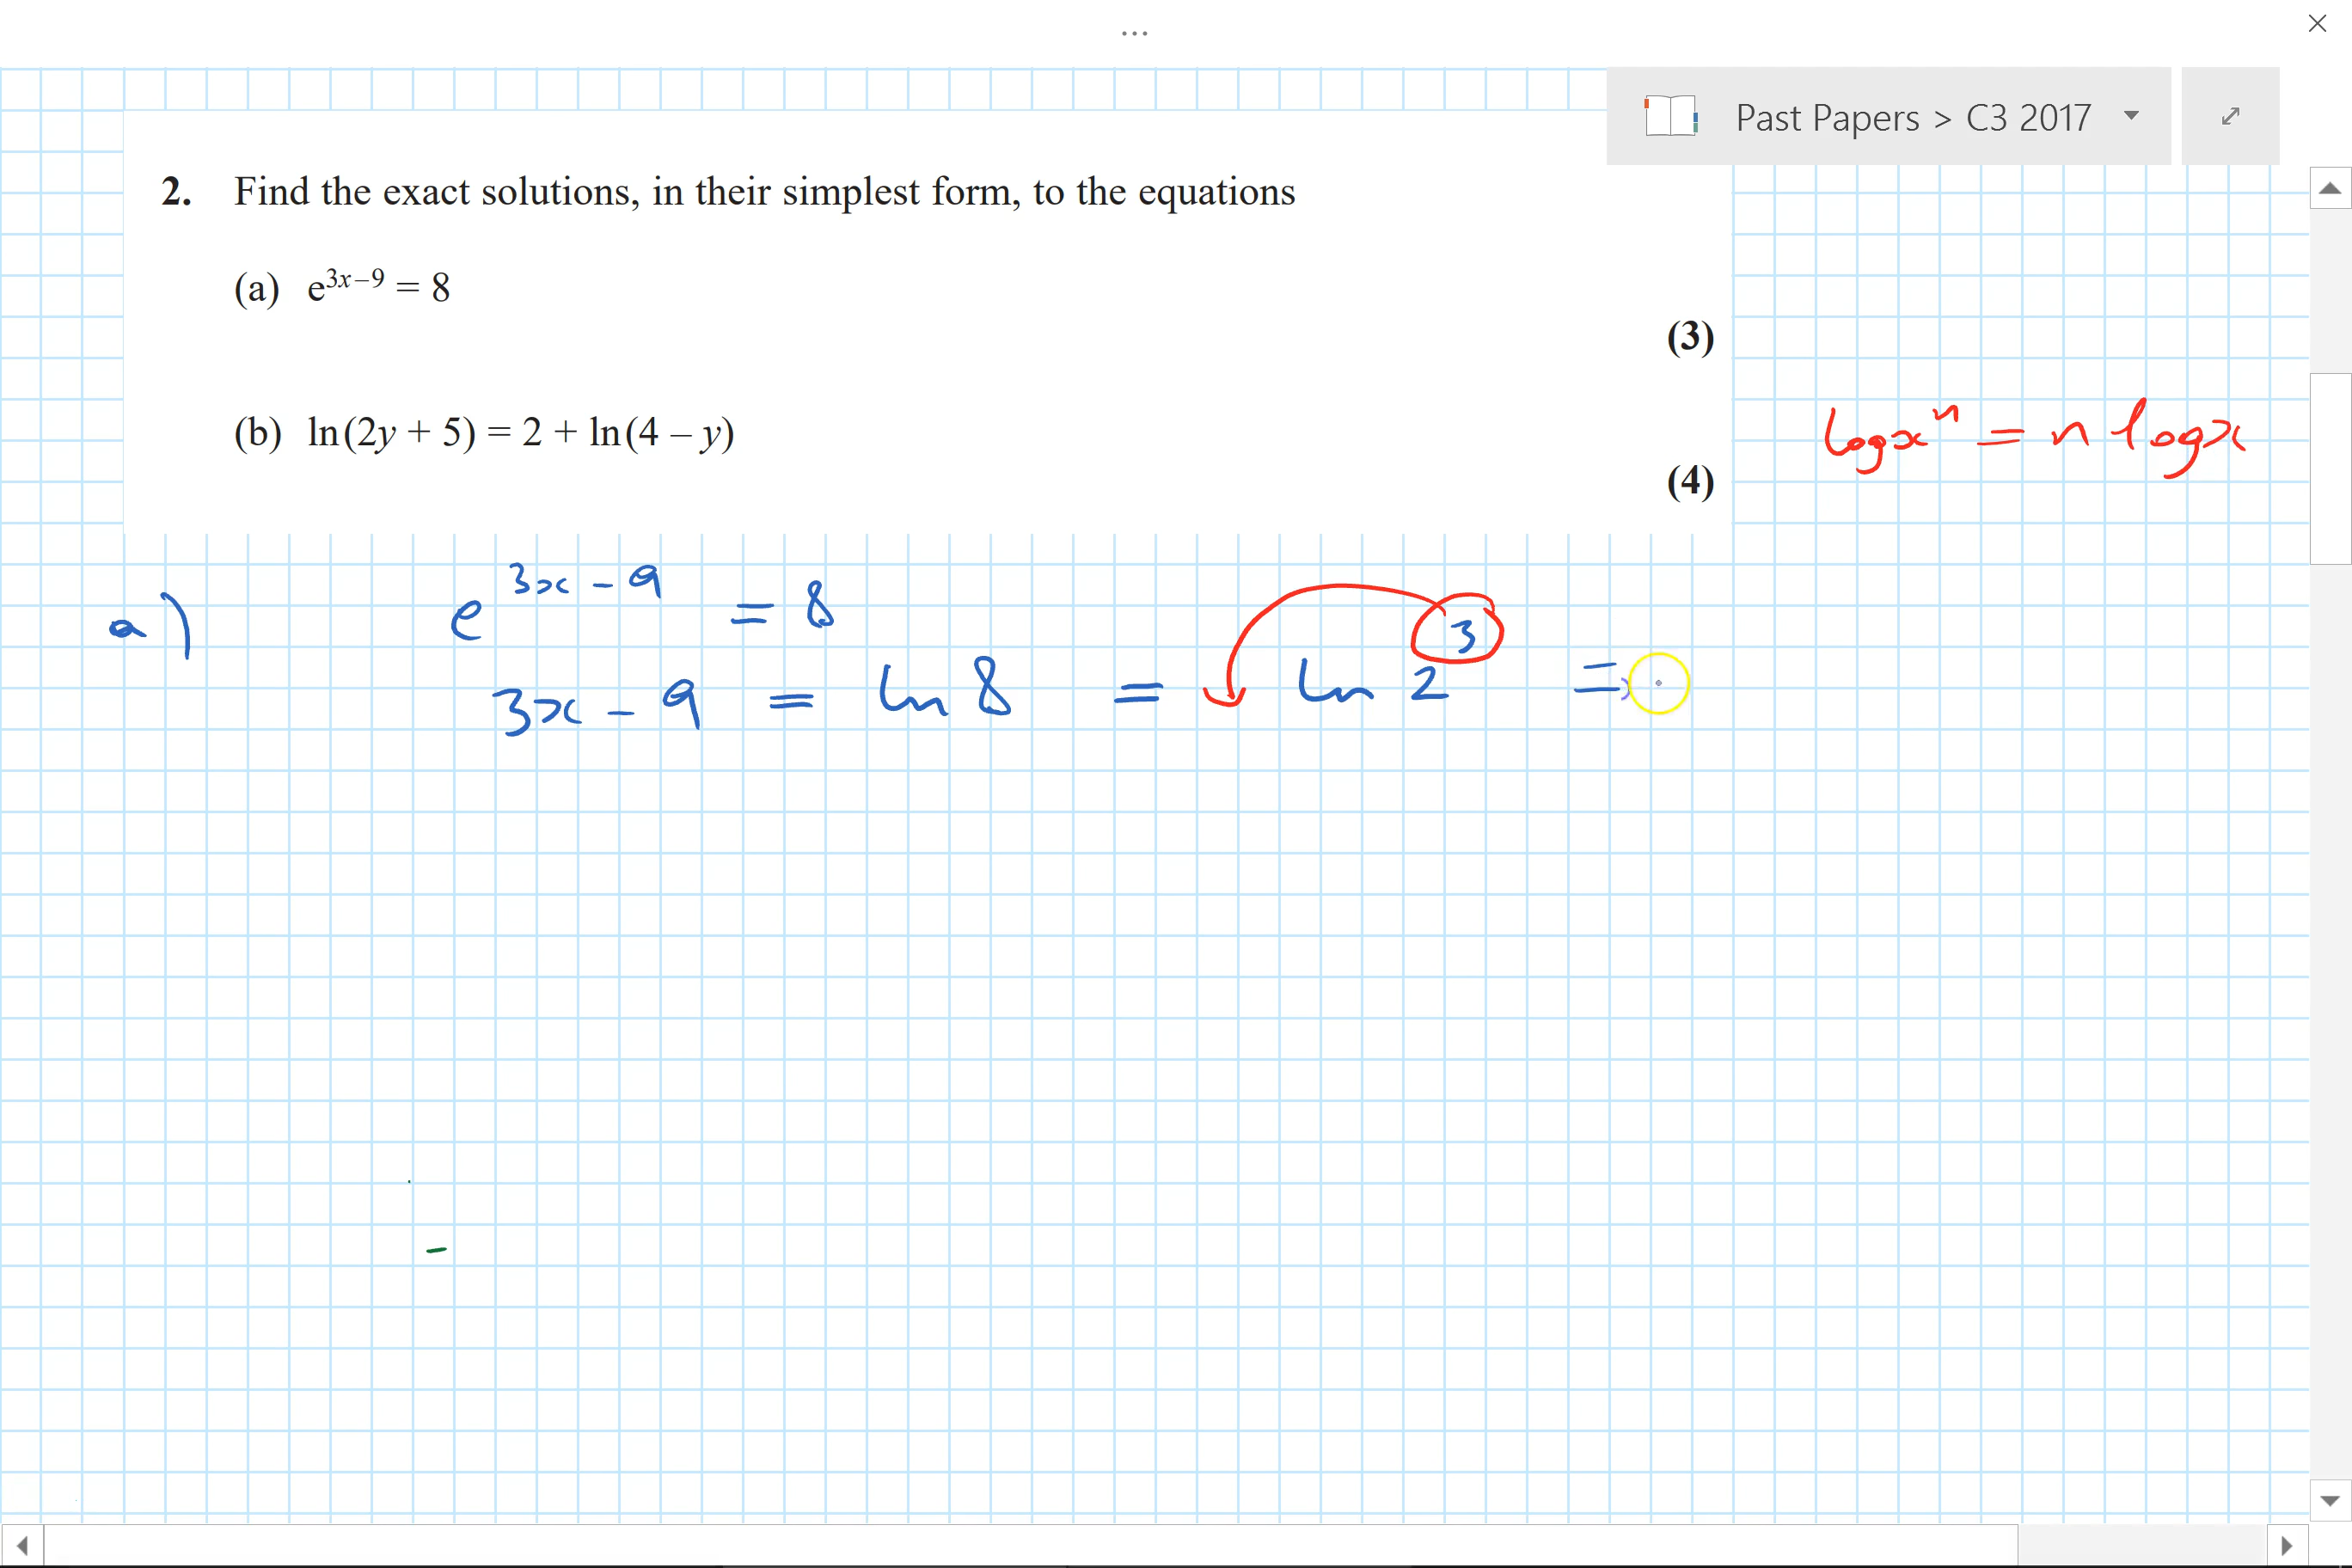 Past Papers > C3 2017
2. Find the exact solutions, in their simplest form, to the equations
(a) e^{3x−9} = 8
(3)
(b) ln(2y + 5) = 2 + ln(4 − y)
(4)
log x^n = n log x
a) e^{3x − 9} = 8
3x − 9 = ln 8 = ln 2^3 =